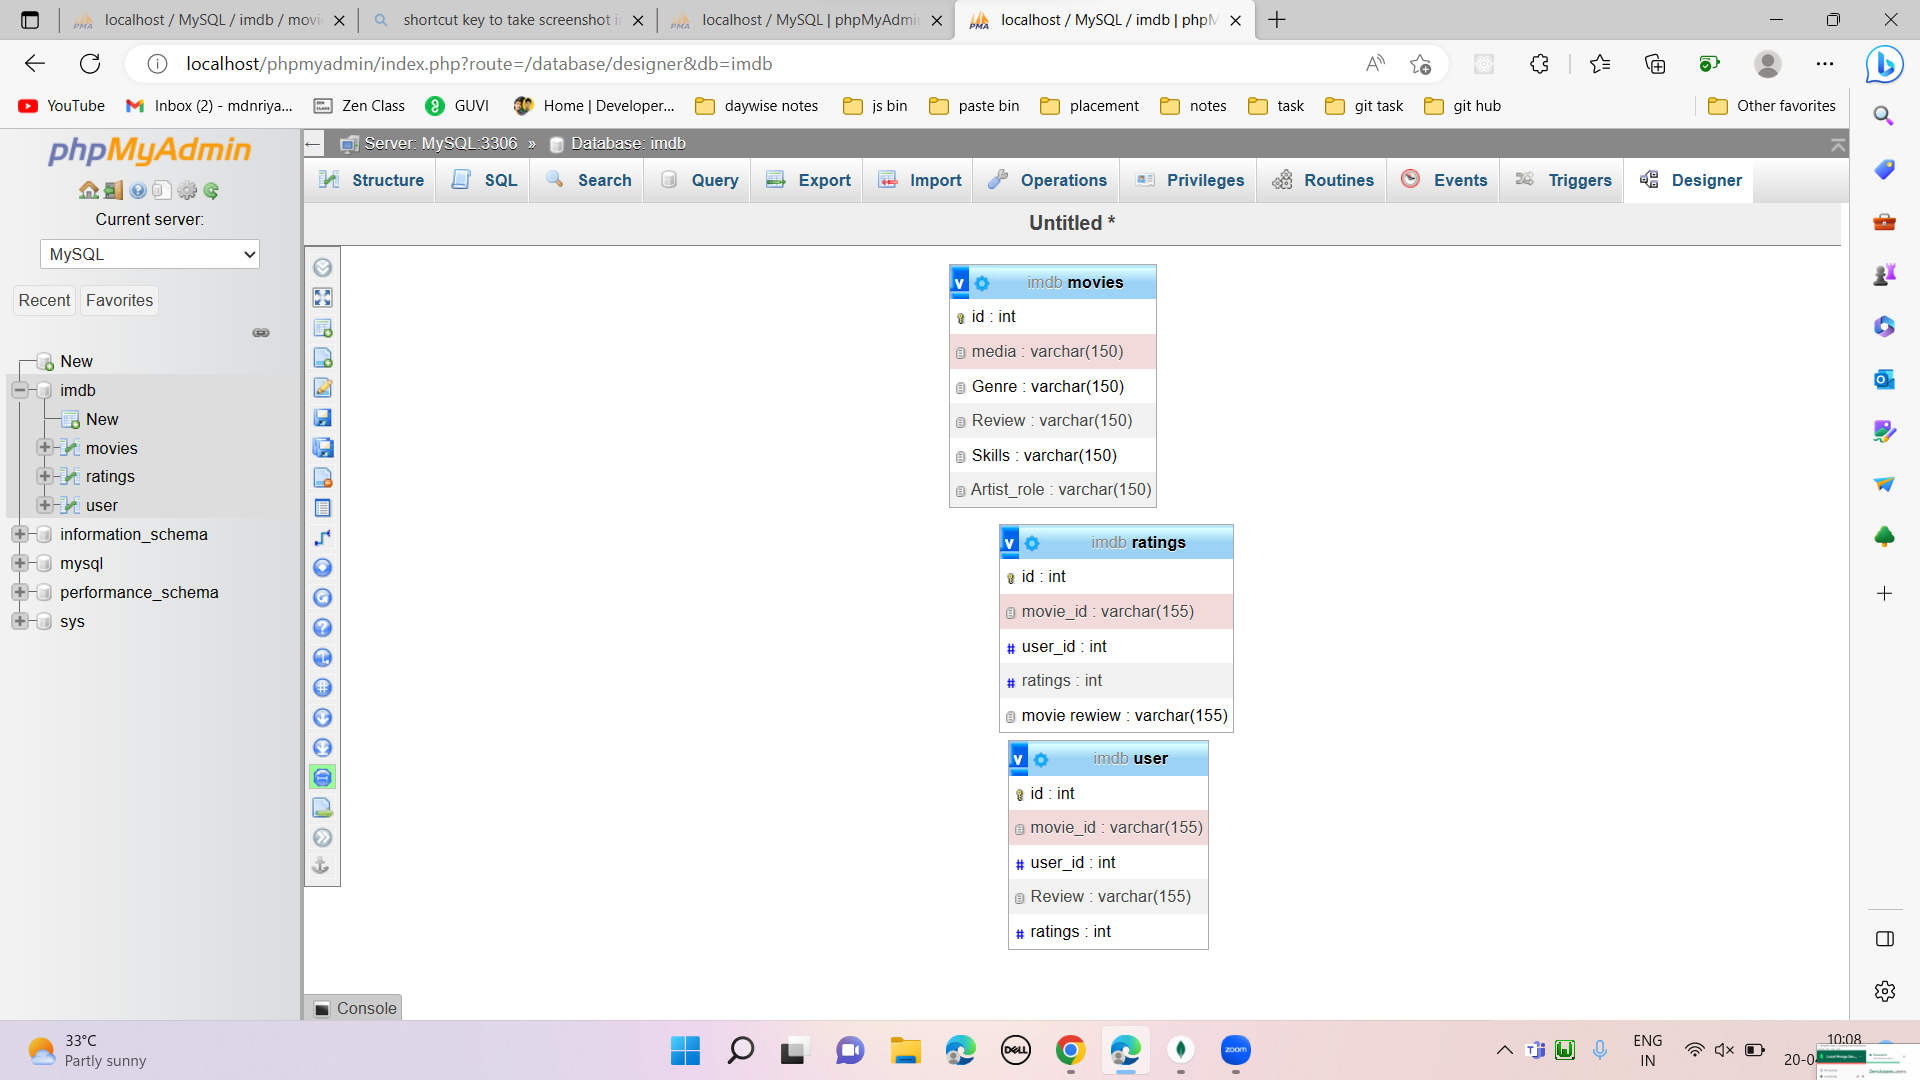 localhost / MySQL / imdb / movi
shortcut key to take screenshot i
localhost / MySQL | phpMyAdmi
localhost / MySQL / imdb | phpM
localhost/phpmyadmin/index.php?route=/database/designer&db=imdb
YouTube
Inbox (2) - mdnriya...
Zen Class
GUVI
Home | Developer...
daywise notes
js bin
paste bin
placement
notes
task
git task
git hub
Other favorites
phpMyAdmin
Current server:
MySQL
Recent
Favorites
New
imdb
New
movies
ratings
user
information_schema
mysql
performance_schema
sys
Server: MySQL:3306 » Database: imdb
Structure
SQL
Search
Query
Export
Import
Operations
Privileges
Routines
Events
Triggers
Designer
Untitled *
v imdb movies
id : int
media : varchar(150)
Genre : varchar(150)
Review : varchar(150)
Skills : varchar(150)
Artist_role : varchar(150)
v imdb ratings
id : int
movie_id : varchar(155)
# user_id : int
# ratings : int
movie rewiew : varchar(155)
v imdb user
id : int
movie_id : varchar(155)
# user_id : int
Review : varchar(155)
# ratings : int
Console
33°C
Partly sunny
DELL
zoom
ENG
IN
10:08
20-0